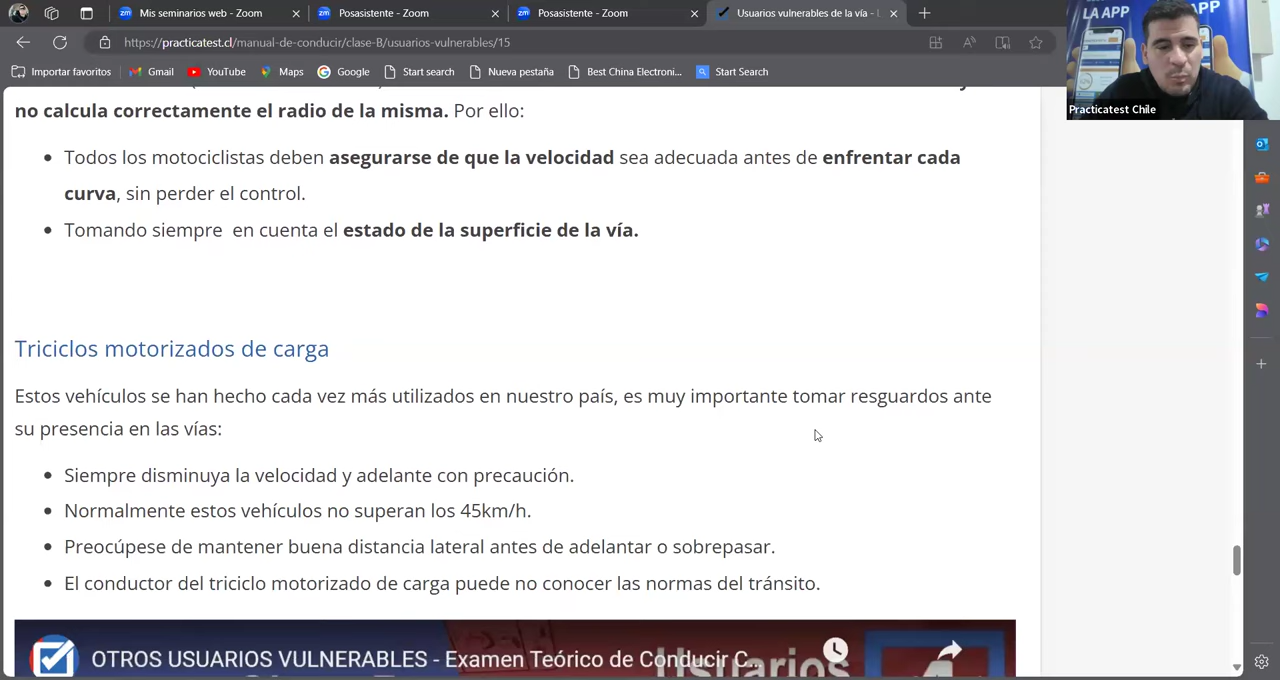 Mis seminarios web - Zoom
Posasistente - Zoom
Posasistente - Zoom
Usuarios vulnerables de la vía -
https://practicatest.cl/manual-de-conducir/clase-B/usuarios-vulnerables/15
Importar favoritos
Gmail
YouTube
Maps
Google
Start search
Nueva pestaña
Best China Electroni...
Start Search
LA APP
Practicatest Chile
no calcula correctamente el radio de la misma. Por ello:
Todos los motociclistas deben asegurarse de que la velocidad sea adecuada antes de enfrentar cada
curva, sin perder el control.
Tomando siempre en cuenta el estado de la superficie de la vía.
Triciclos motorizados de carga
Estos vehículos se han hecho cada vez más utilizados en nuestro país, es muy importante tomar resguardos ante
su presencia en las vías:
Siempre disminuya la velocidad y adelante con precaución.
Normalmente estos vehículos no superan los 45km/h.
Preocúpese de mantener buena distancia lateral antes de adelantar o sobrepasar.
El conductor del triciclo motorizado de carga puede no conocer las normas del tránsito.
OTROS USUARIOS VULNERABLES - Examen Teórico de Conducir C...
Usuarios